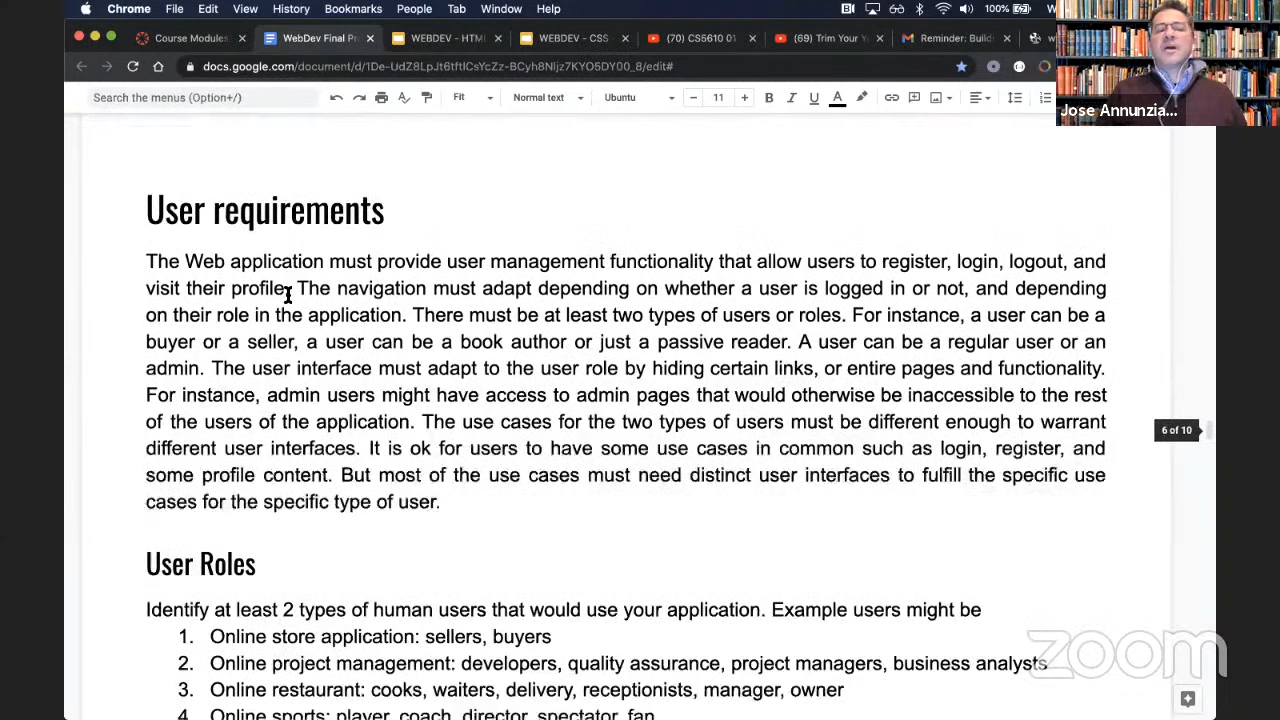 Chrome File Edit View History Bookmarks People Tab Window Help 100%
Course Modules: WebDev Final Pr WEBDEV - HTM WEBDEV - CSS (70) CS5610 01 (69) Trim Your Y Reminder: Build
docs.google.com/document/d/1De-UdZ8LpJt6tftICsYcZz-BCyh8NIjz7KYO5DY00_8/edit#
Search the menus (Option+/) Fit Normal text Ubuntu 11 B I U A
Jose Annunzia...
User requirements
The Web application must provide user management functionality that allow users to register, login, logout, and
visit their profile. The navigation must adapt depending on whether a user is logged in or not, and depending
on their role in the application. There must be at least two types of users or roles. For instance, a user can be a
buyer or a seller, a user can be a book author or just a passive reader. A user can be a regular user or an
admin. The user interface must adapt to the user role by hiding certain links, or entire pages and functionality.
For instance, admin users might have access to admin pages that would otherwise be inaccessible to the rest
of the users of the application. The use cases for the two types of users must be different enough to warrant
different user interfaces. It is ok for users to have some use cases in common such as login, register, and
some profile content. But most of the use cases must need distinct user interfaces to fulfill the specific use
cases for the specific type of user.
6 of 10
User Roles
Identify at least 2 types of human users that would use your application. Example users might be
1. Online store application: sellers, buyers
2. Online project management: developers, quality assurance, project managers, business analysts
3. Online restaurant: cooks, waiters, delivery, receptionists, manager, owner
4. Online sports: player, coach, director, spectator, fan
zoom